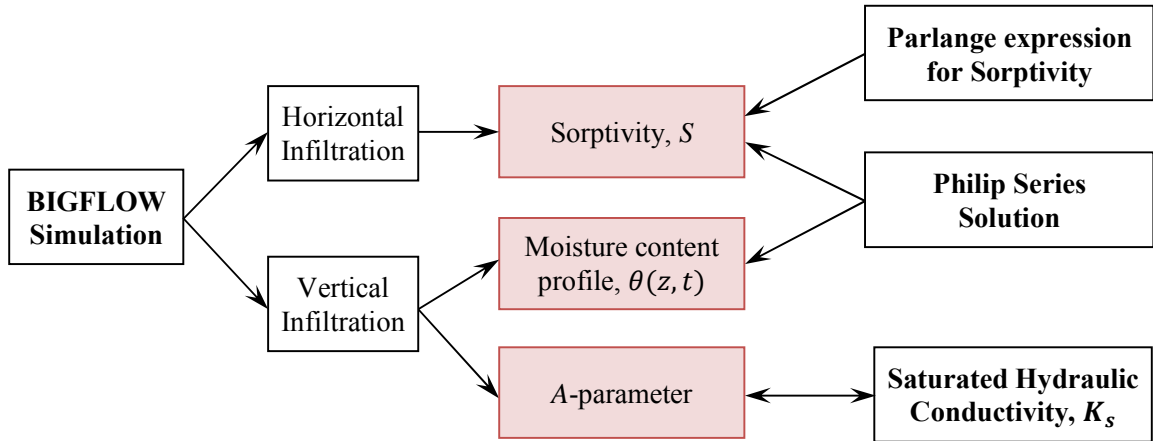 BIGFLOW
Simulation
Horizontal
Infiltration
Vertical
Infiltration
Sorptivity, S
Moisture content
profile, θ(z, t)
A-parameter
Parlange expression
for Sorptivity
Philip Series
Solution
Saturated Hydraulic
Conductivity, Kₛ